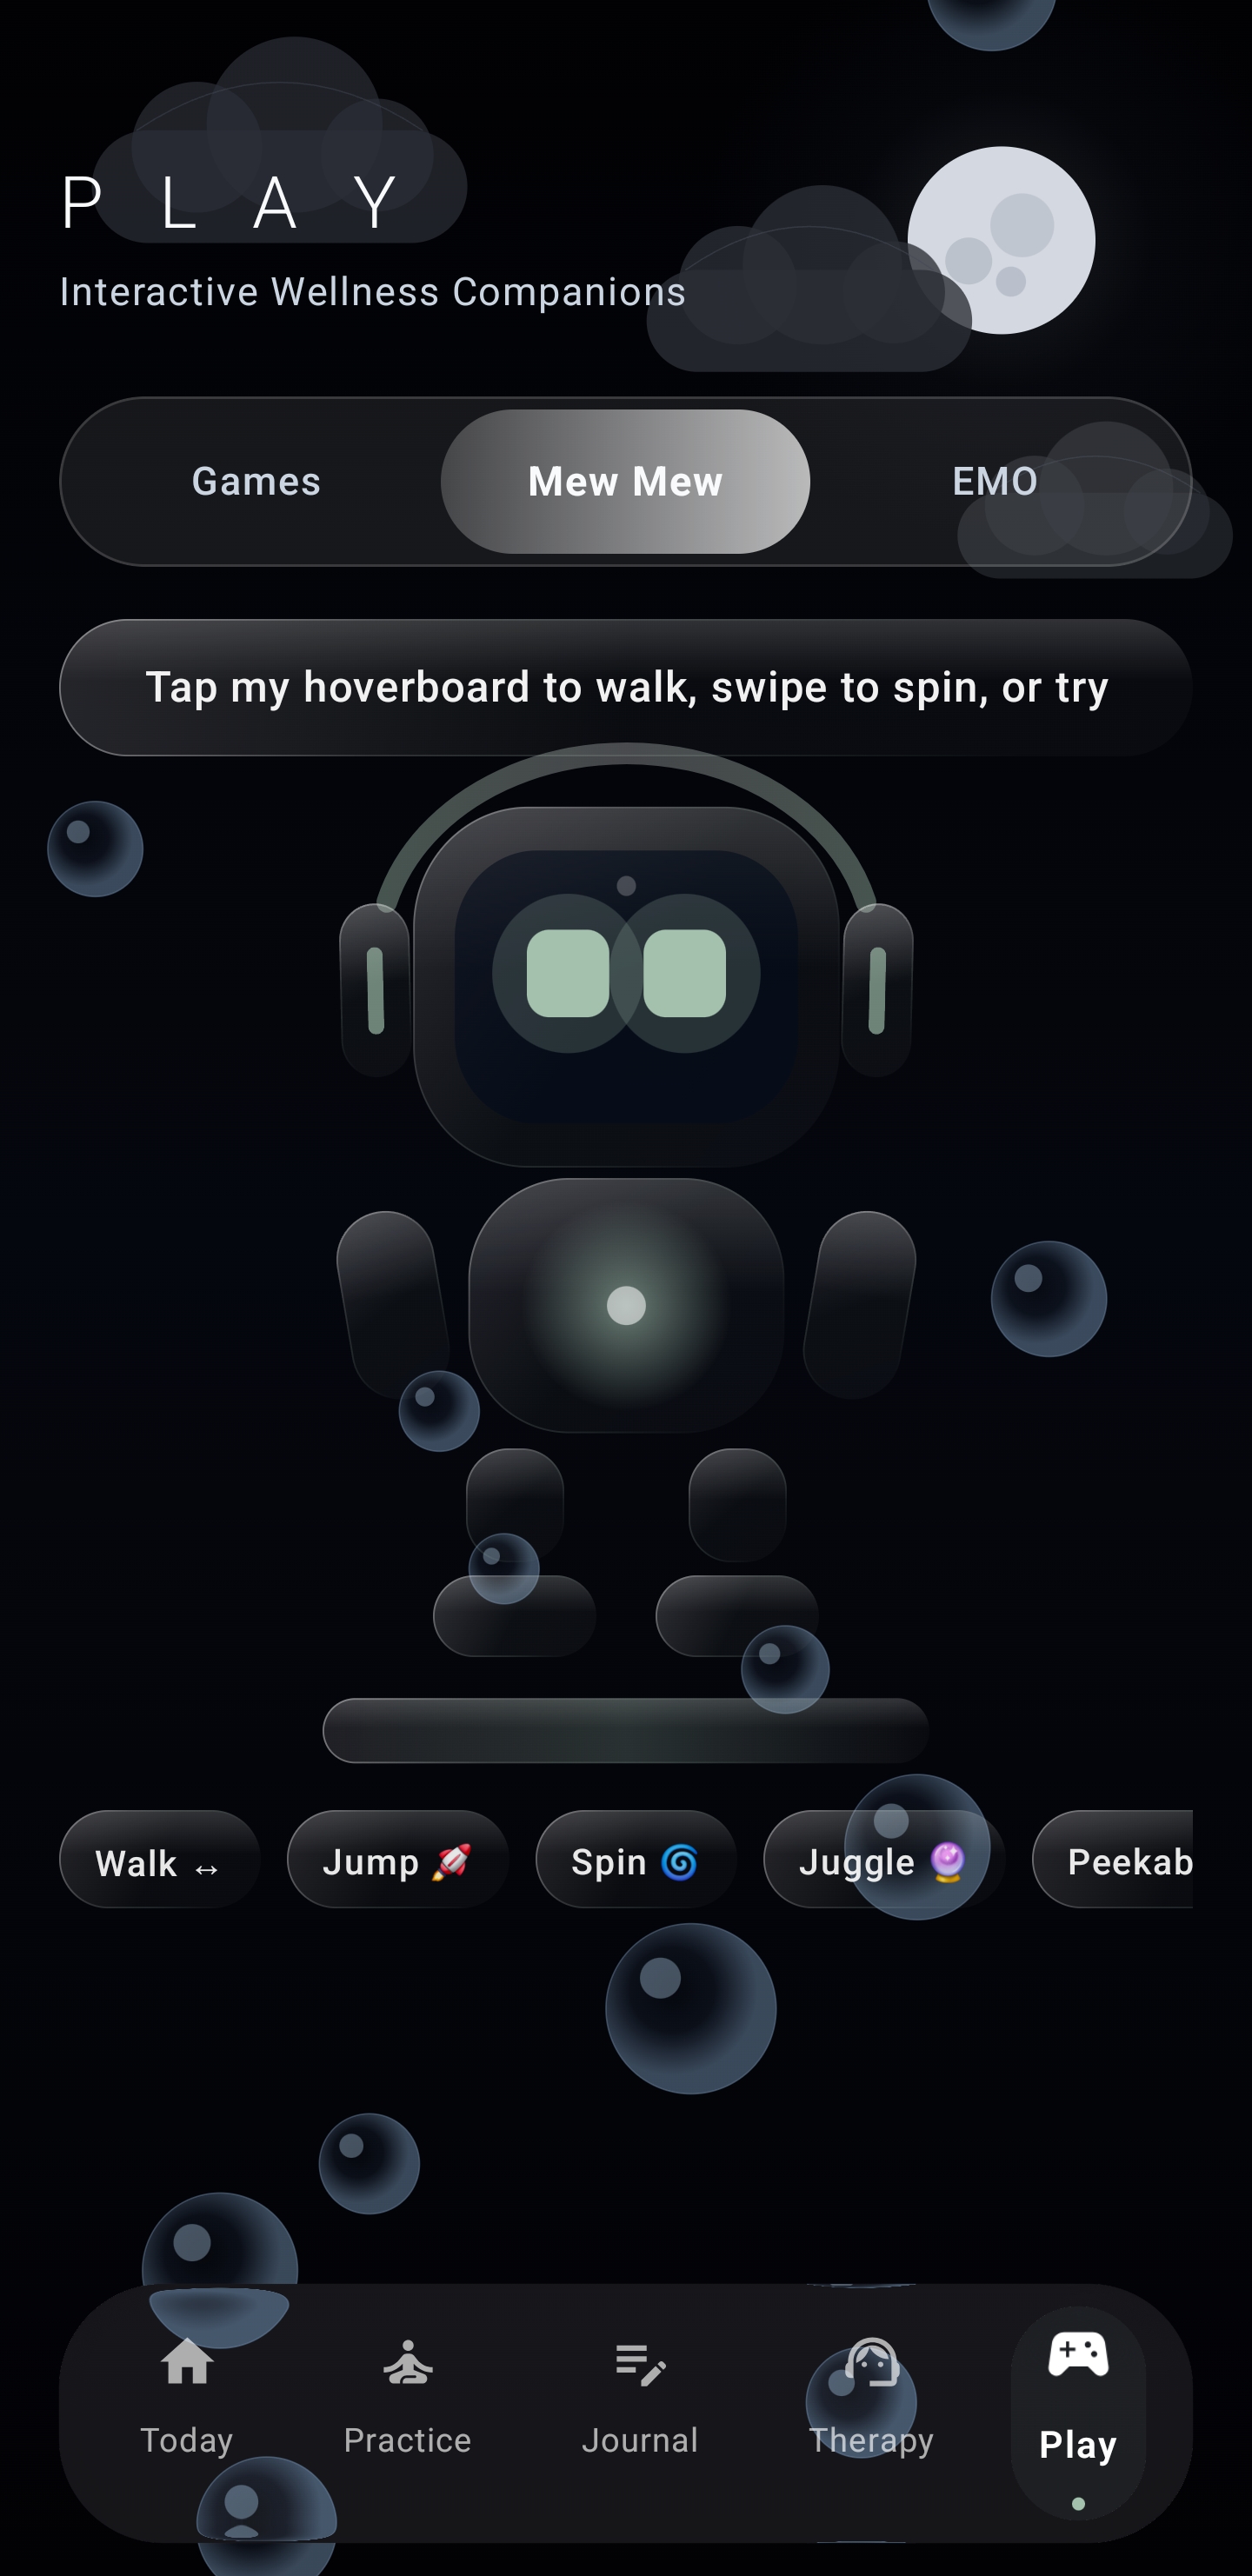 PLAY
Interactive Wellness Companions
Games Mew Mew EMO
Tap my hoverboard to walk, swipe to spin, or try
Walk ↔ Jump 🚀 Spin 🌀 Juggle 🔮 Peekab
Today Practice Journal Therapy Play